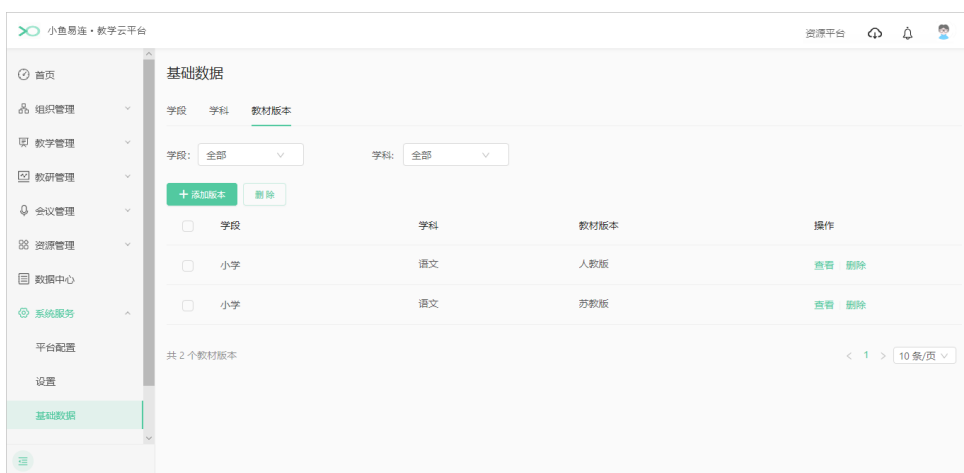 小鱼易连·教学云平台
资源平台
首页
组织管理
教学管理
教研管理
会议管理
资源管理
数据中心
系统服务
平台配置
设置
基础数据
基础数据
学段 学科 教材版本
学段: 全部 学科: 全部
+ 添加版本 删除
学段 学科 教材版本 操作
小学 语文 人教版 查看 删除
小学 语文 苏教版 查看 删除
共 2 个教材版本 < 1 > 10 条/页